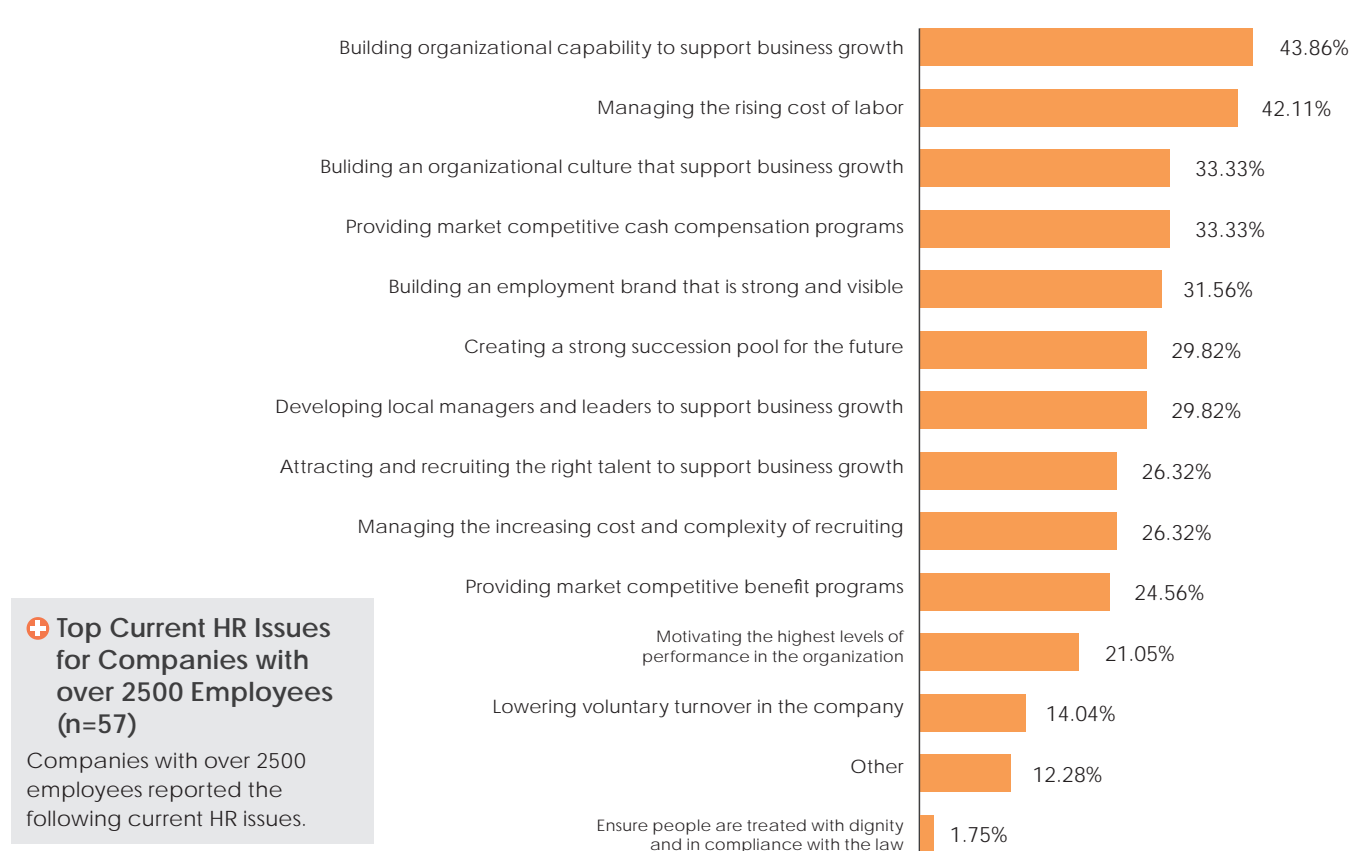 Building organizational capability to support business growth 43.86%
Managing the rising cost of labor 42.11%
Buliding an organizational culture that support business growth 33.33%
Providing market competitive cash compensation programs 33.33%
Building an employment brand that is strong and visible 31.56%
Creating a strong succession pool for the future 29.82%
Developing local managers and leaders to support business growth 29.82%
Attracting and recruiting the right talent to support business growth 26.32%
Managing the increasing cost and complexity of recruiting 26.32%
Providing market competitive benefit programs 24.56%
Motivating the highest levels of
performance in the organization 21.05%
Lowering voluntary turnover in the company 14.04%
Other 12.28%
Ensure people are treated with dignity
and in compliance with the law 1.75%
Top Current HR Issues
for Companies with
over 2500 Employees
(n=57)
Companies with over 2500
employees reported the
following current HR issues.